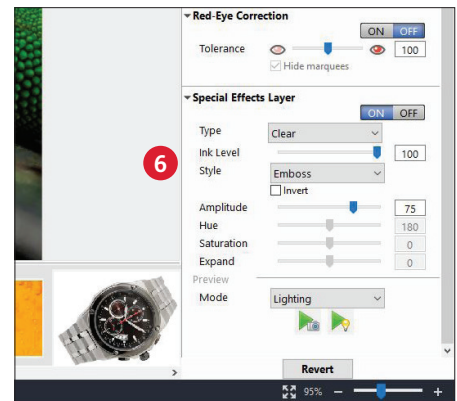 Red-Eye Correction
ON OFF
Tolerance 100
Hide marquees
Special Effects Layer
ON OFF
Type Clear
Ink Level 100
6
Style Emboss
Invert
Amplitude 75
Hue 180
Saturation 0
Expand 0
Preview
Mode Lighting
Revert
95% − +